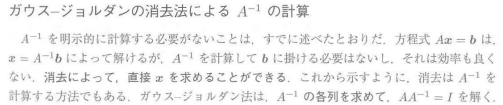 ガウス–ジョルダンの消去法による A⁻¹ の計算
A⁻¹ を明示的に計算する必要がないことは，すでに述べたとおりだ．方程式 Ax = b は，
x = A⁻¹b によって解けるが，A⁻¹ を計算して b に掛ける必要はないし，それは効率も良く
ない．消去によって，直接 x を求めることができる．これから示すように，消去は A⁻¹ を
計算する方法でもある．ガウス–ジョルダン法は，A⁻¹ の各列を求めて，AA⁻¹ = I を解く．